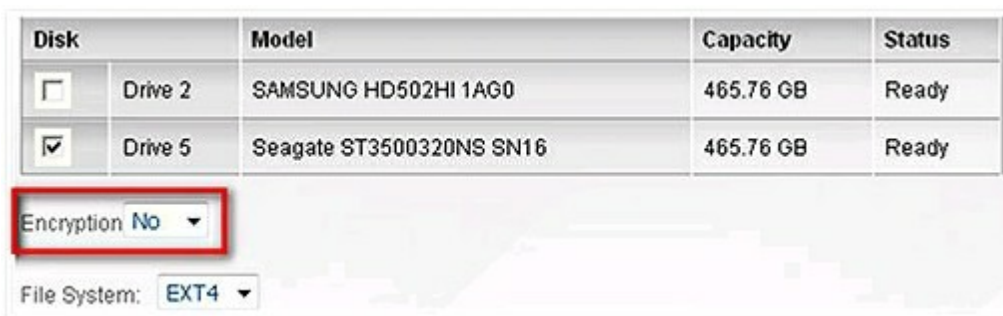 Disk Model Capacity Status
Drive 2 SAMSUNG HD502HI 1AG0 465.76 GB Ready
Drive 5 Seagate ST3500320NS SN16 465.76 GB Ready
Encryption No
File System: EXT4